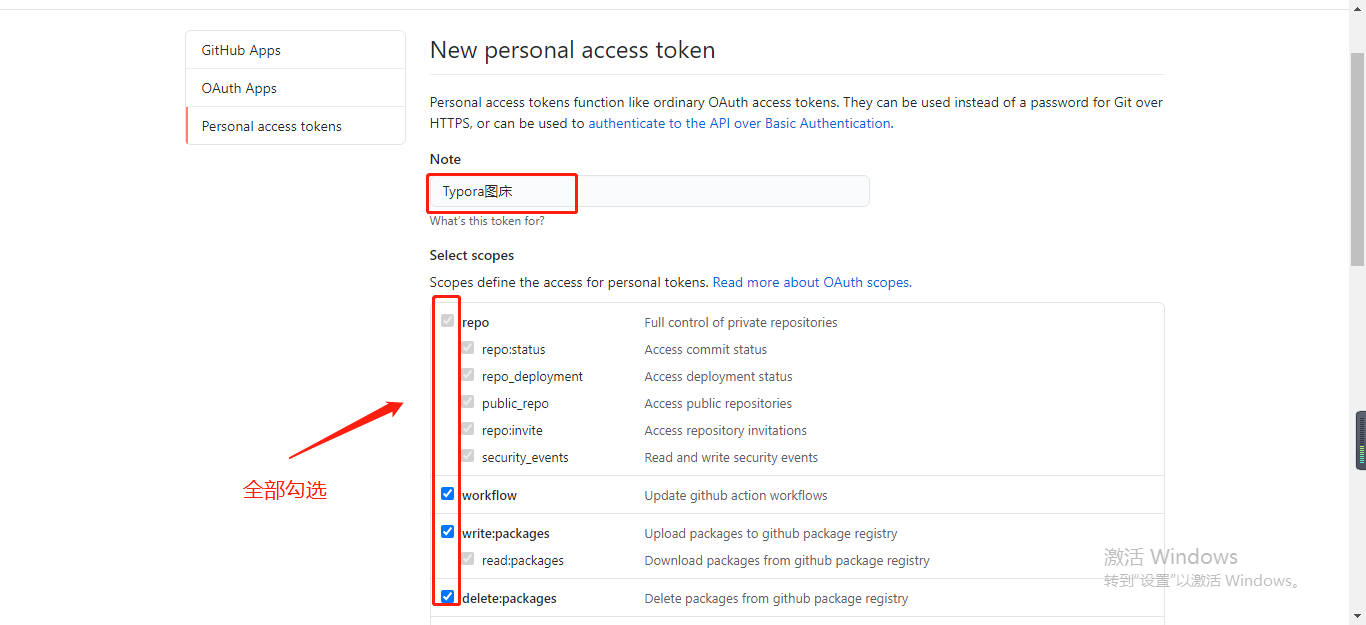 GitHub Apps
OAuth Apps
Personal access tokens
New personal access token
Personal access tokens function like ordinary OAuth access tokens. They can be used instead of a password for Git over
HTTPS, or can be used to authenticate to the API over Basic Authentication.
Note
Typora图床
What's this token for?
Select scopes
Scopes define the access for personal tokens. Read more about OAuth scopes.
repo Full control of private repositories
repo:status Access commit status
repo_deployment Access deployment status
public_repo Access public repositories
repo:invite Access repository invitations
security_events Read and write security events
全部勾选
workflow Update github action workflows
write:packages Upload packages to github package registry
read:packages Download packages from github package registry
delete:packages Delete packages from github package registry
激活 Windows
转到"设置"以激活 Windows。